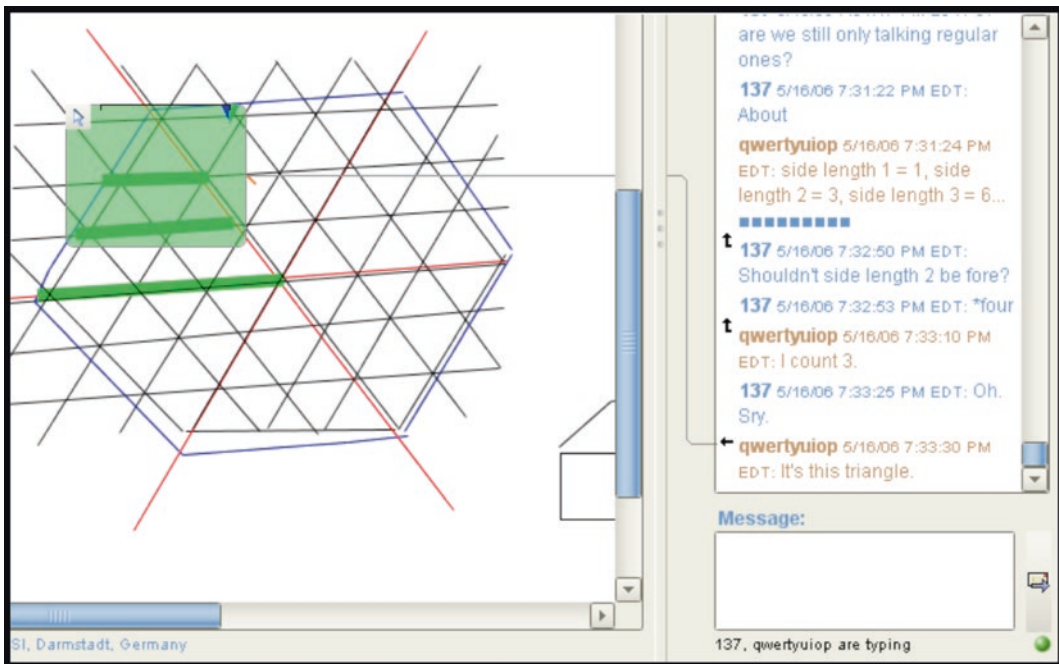 are we still only talking regular
ones?
137 5/16/06 7:31:22 PM EDT:
About
qwertyuiop 5/16/06 7:31:24 PM
EDT: side length 1 = 1, side
length 2 = 3, side length 3 = 6...
137 5/16/06 7:32:50 PM EDT:
Shouldn't side length 2 be fore?
137 5/16/06 7:32:53 PM EDT: *four
qwertyuiop 5/16/06 7:33:10 PM
EDT: I count 3.
137 5/16/06 7:33:25 PM EDT: Oh.
Sry.
qwertyuiop 5/16/06 7:33:30 PM
EDT: It's this triangle.
Message:
SI, Darmstadt, Germany
137, qwertyuiop are typing